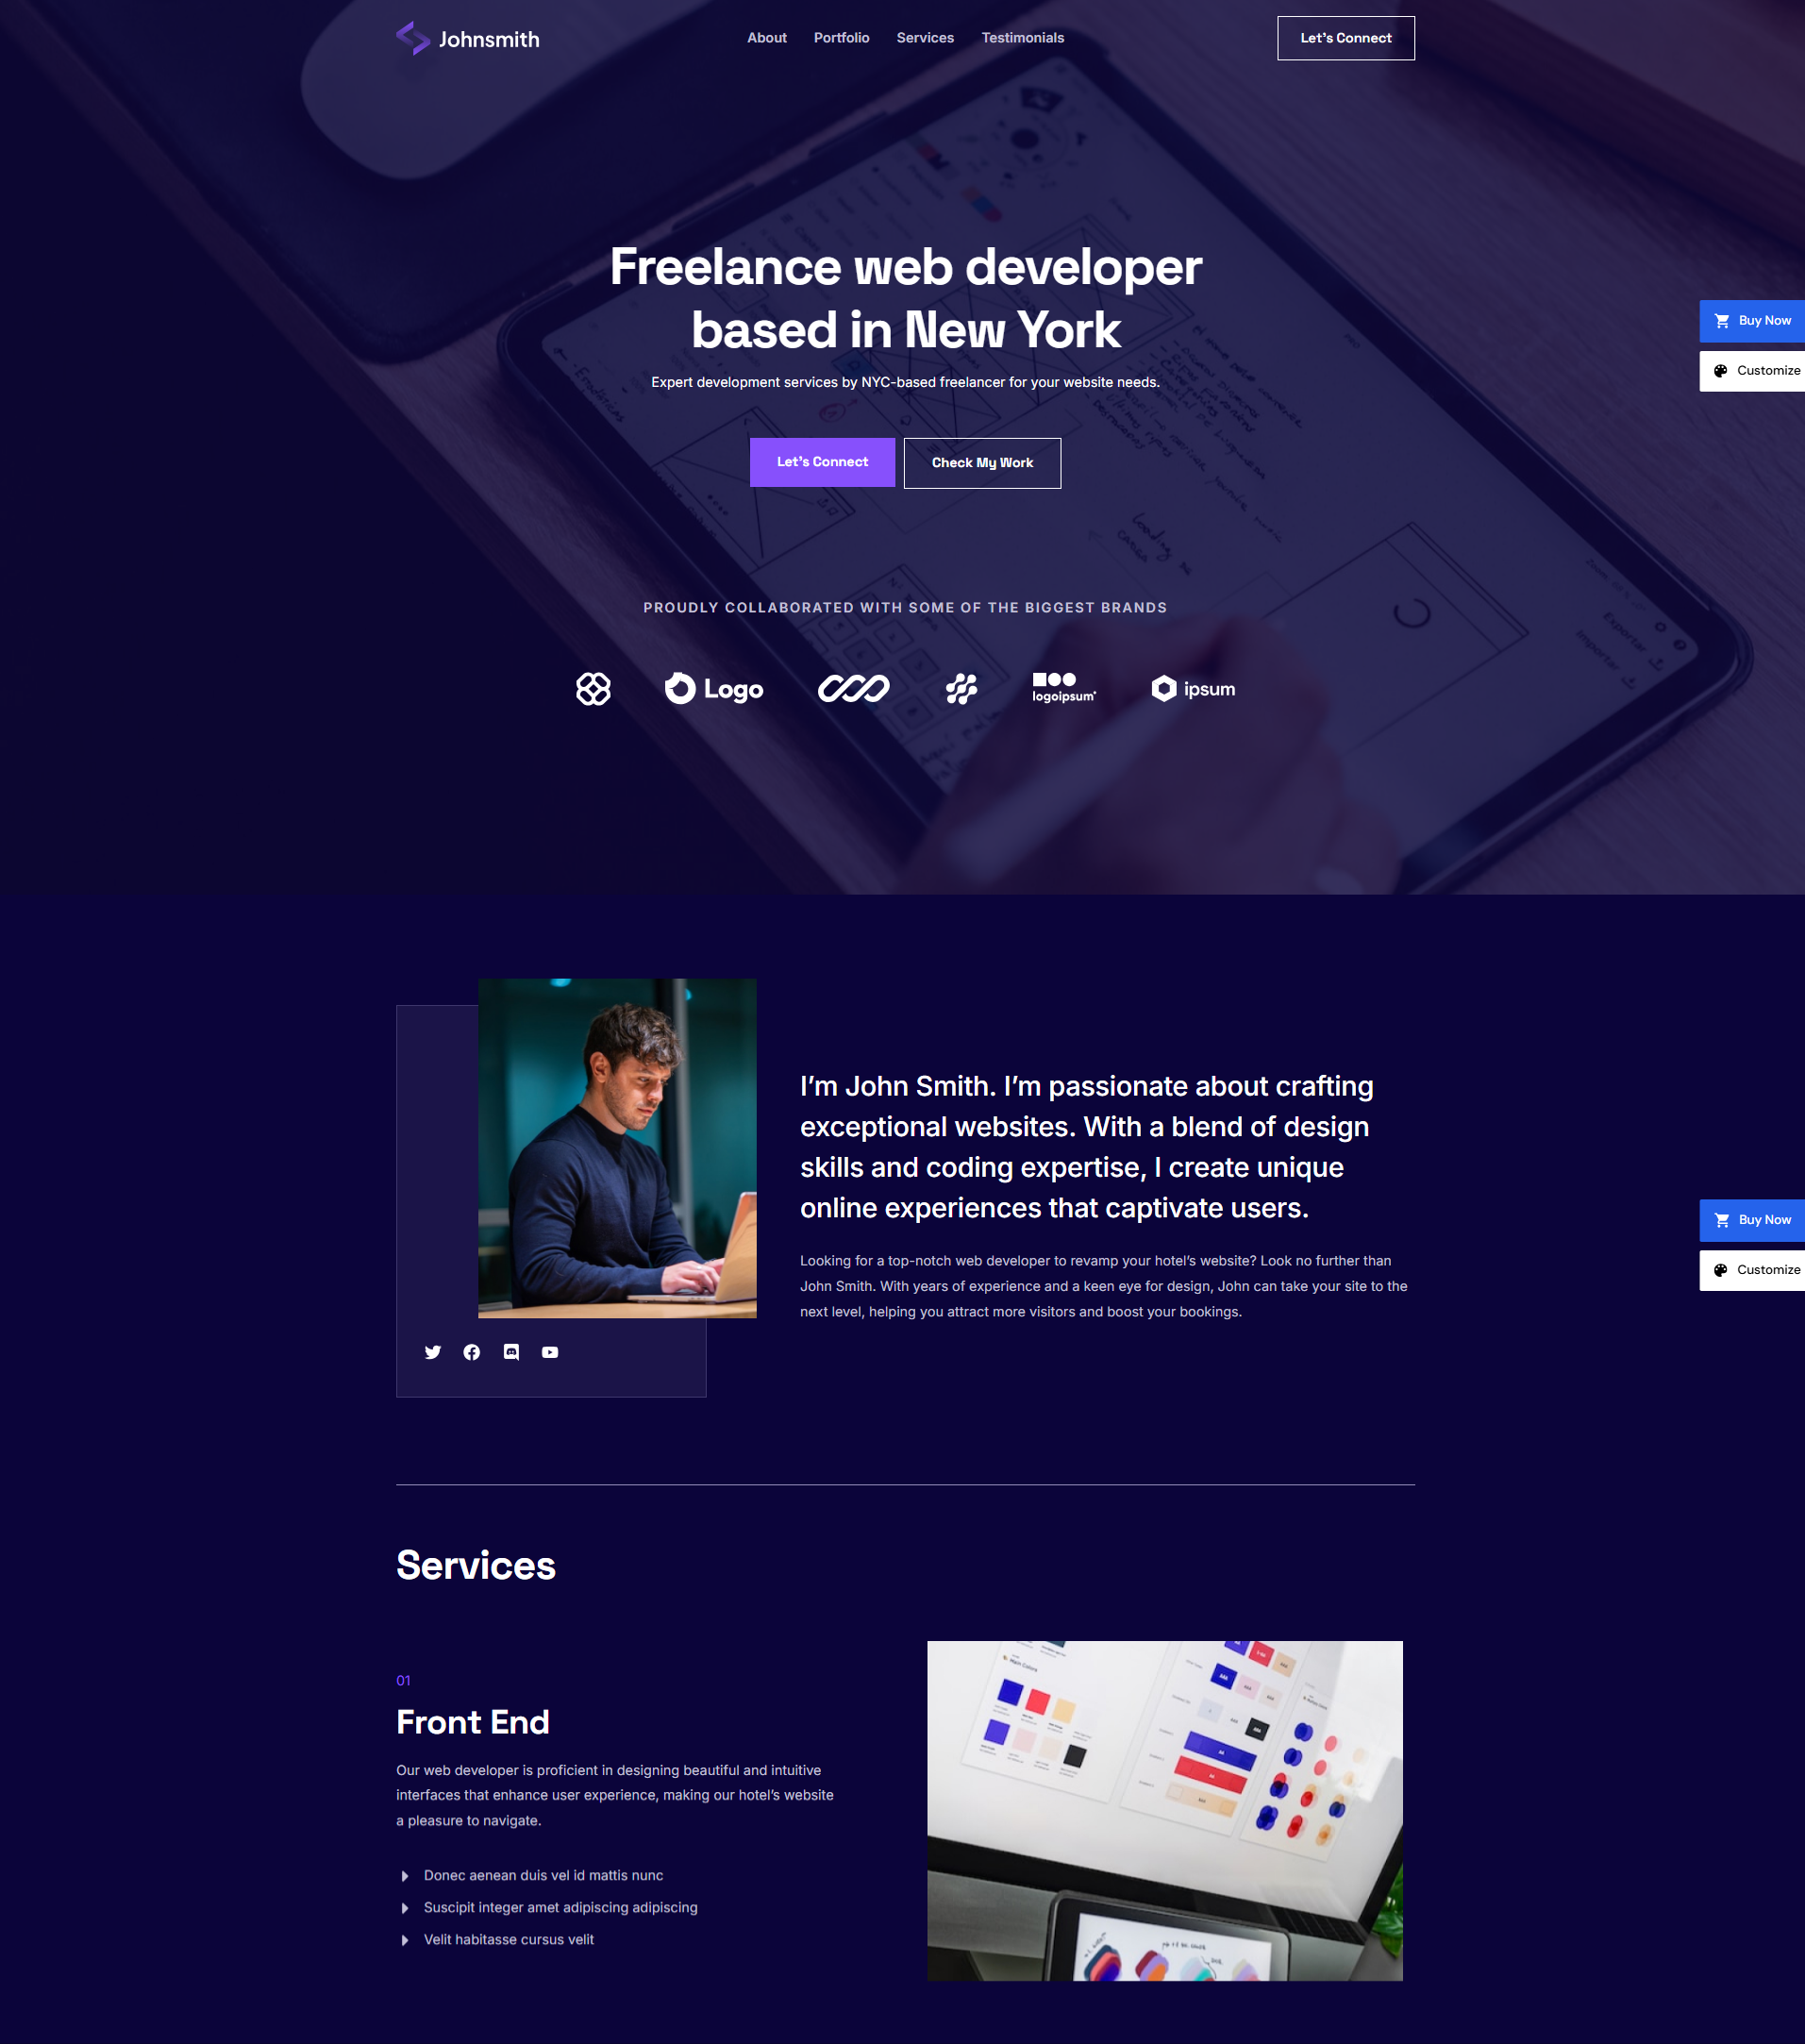 Johnsmith
About Portfolio Services Testimonials
Let's Connect
Freelance web developer
based in New York
Expert development services by NYC-based freelancer for your website needs.
Buy Now
Customize
Let's Connect
Check My Work
PROUDLY COLLABORATED WITH SOME OF THE BIGGEST BRANDS
Logo
logoipsum
ipsum
I'm John Smith. I'm passionate about crafting
exceptional websites. With a blend of design
skills and coding expertise, I create unique
online experiences that captivate users.
Looking for a top-notch web developer to revamp your hotel's website? Look no further than
John Smith. With years of experience and a keen eye for design, John can take your site to the
next level, helping you attract more visitors and boost your bookings.
Buy Now
Customize
Services
01
Front End
Our web developer is proficient in designing beautiful and intuitive
interfaces that enhance user experience, making our hotel's website
a pleasure to navigate.
Donec aenean duis vel id mattis nunc
Suscipit integer amet adipiscing adipiscing
Velit habitasse cursus velit
Main Colors